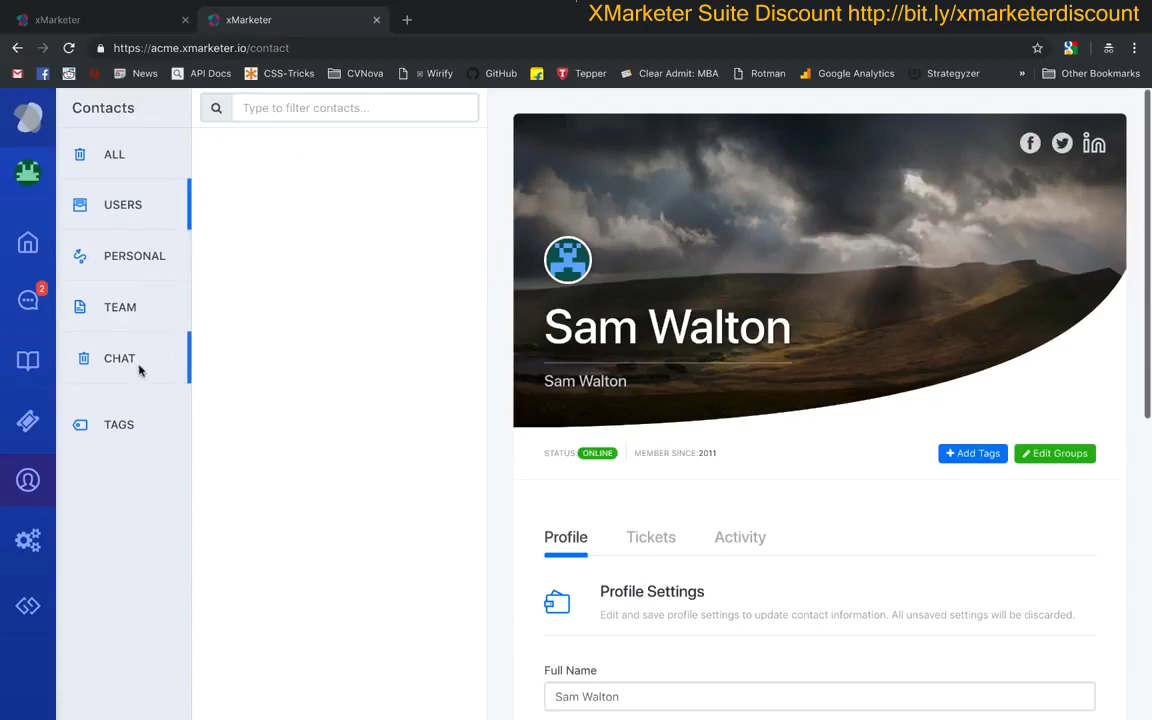 XMarketer Suite Discount http://bit.ly/xmarketerdiscount
xMarketer
xMarketer
https://acme.xmarketer.io/contact
News
API Docs
CSS-Tricks
CVNova
Wirify
GitHub
Tepper
Clear Admit: MBA
Rotman
Google Analytics
Strategyzer
»
Other Bookmarks
Contacts
Type to filter contacts...
ALL
USERS
PERSONAL
TEAM
CHAT
TAGS
2
Sam Walton
Sam Walton
STATUS: ONLINE
MEMBER SINCE:2011
+ Add Tags
Edit Groups
Profile
Tickets
Activity
Profile Settings
Edit and save profile settings to update contact information. All unsaved settings will be discarded.
Full Name
Sam Walton